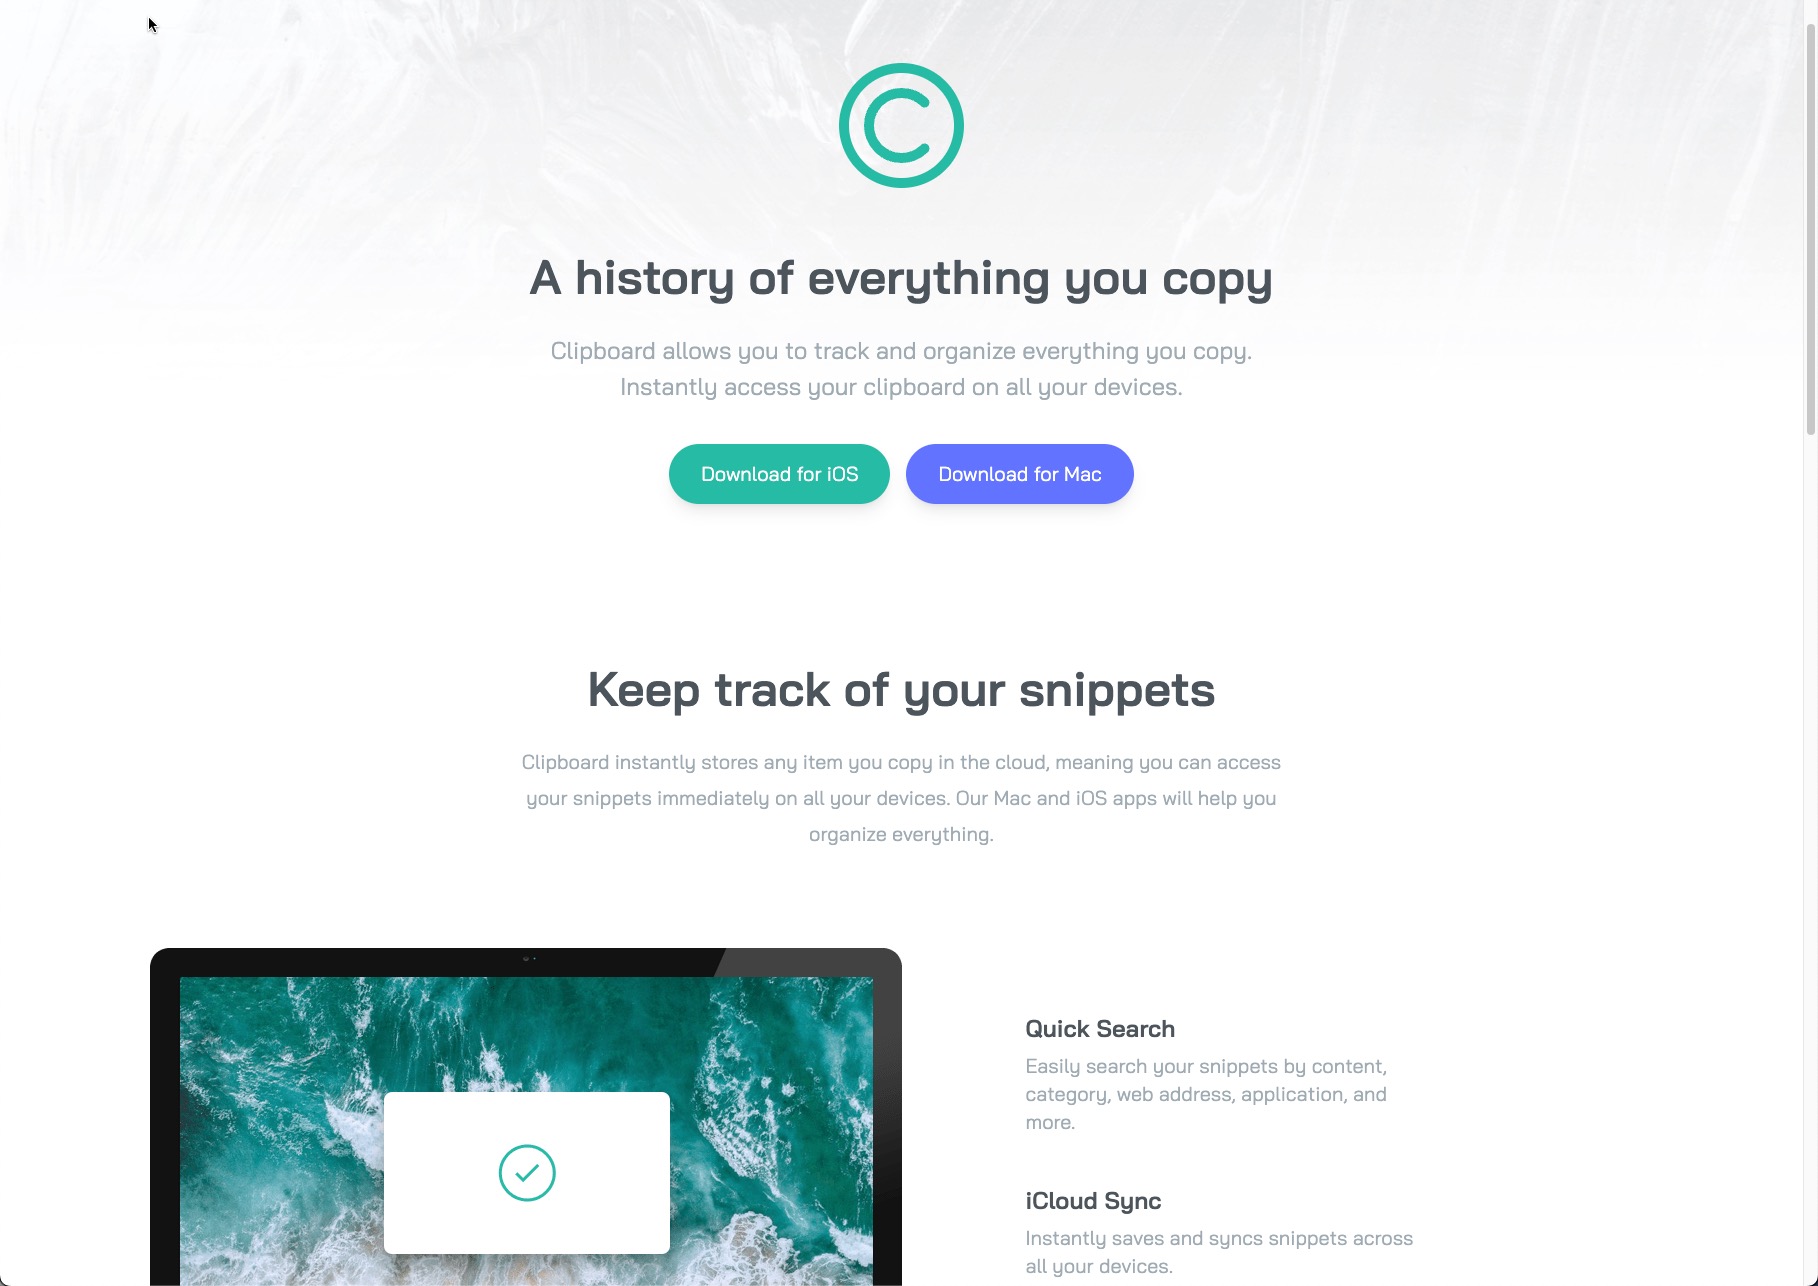 A history of everything you copy
Clipboard allows you to track and organize everything you copy.
Instantly access your clipboard on all your devices.
Download for iOS
Download for Mac
Keep track of your snippets
Clipboard instantly stores any item you copy in the cloud, meaning you can access
your snippets immediately on all your devices. Our Mac and iOS apps will help you
organize everything.
Quick Search
Easily search your snippets by content,
category, web address, application, and
more.
iCloud Sync
Instantly saves and syncs snippets across
all your devices.